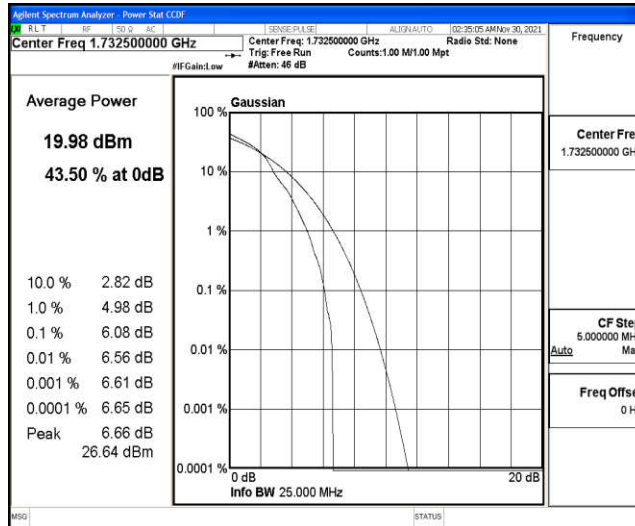 Agilent Spectrum Analyzer - Power Stat CCDF
R L T RF 50 Ω AC SENSE:PULSE ALIGN AUTO 02:35:05 AM Nov 30, 2021
Center Freq 1.732500000 GHz
Center Freq: 1.732500000 GHz Radio Std: None
Trig: Free Run Counts:1.00 M/1.00 Mpt
#IFGain:Low #Atten: 46 dB
Frequency
Average Power
19.98 dBm
43.50 % at 0dB
10.0 % 2.82 dB
1.0 % 4.98 dB
0.1 % 6.08 dB
0.01 % 6.56 dB
0.001 % 6.61 dB
0.0001 % 6.65 dB
Peak 6.66 dB
26.64 dBm
Gaussian
100 %
10 %
1 %
0.1 %
0.01 %
0.001 %
0.0001 %
0 dB 20 dB
Info BW 25.000 MHz
Center Fre
1.732500000 GH
CF Ste
5.000000 MH
Auto Ma
Freq Offse
0 H
MSG STATUS